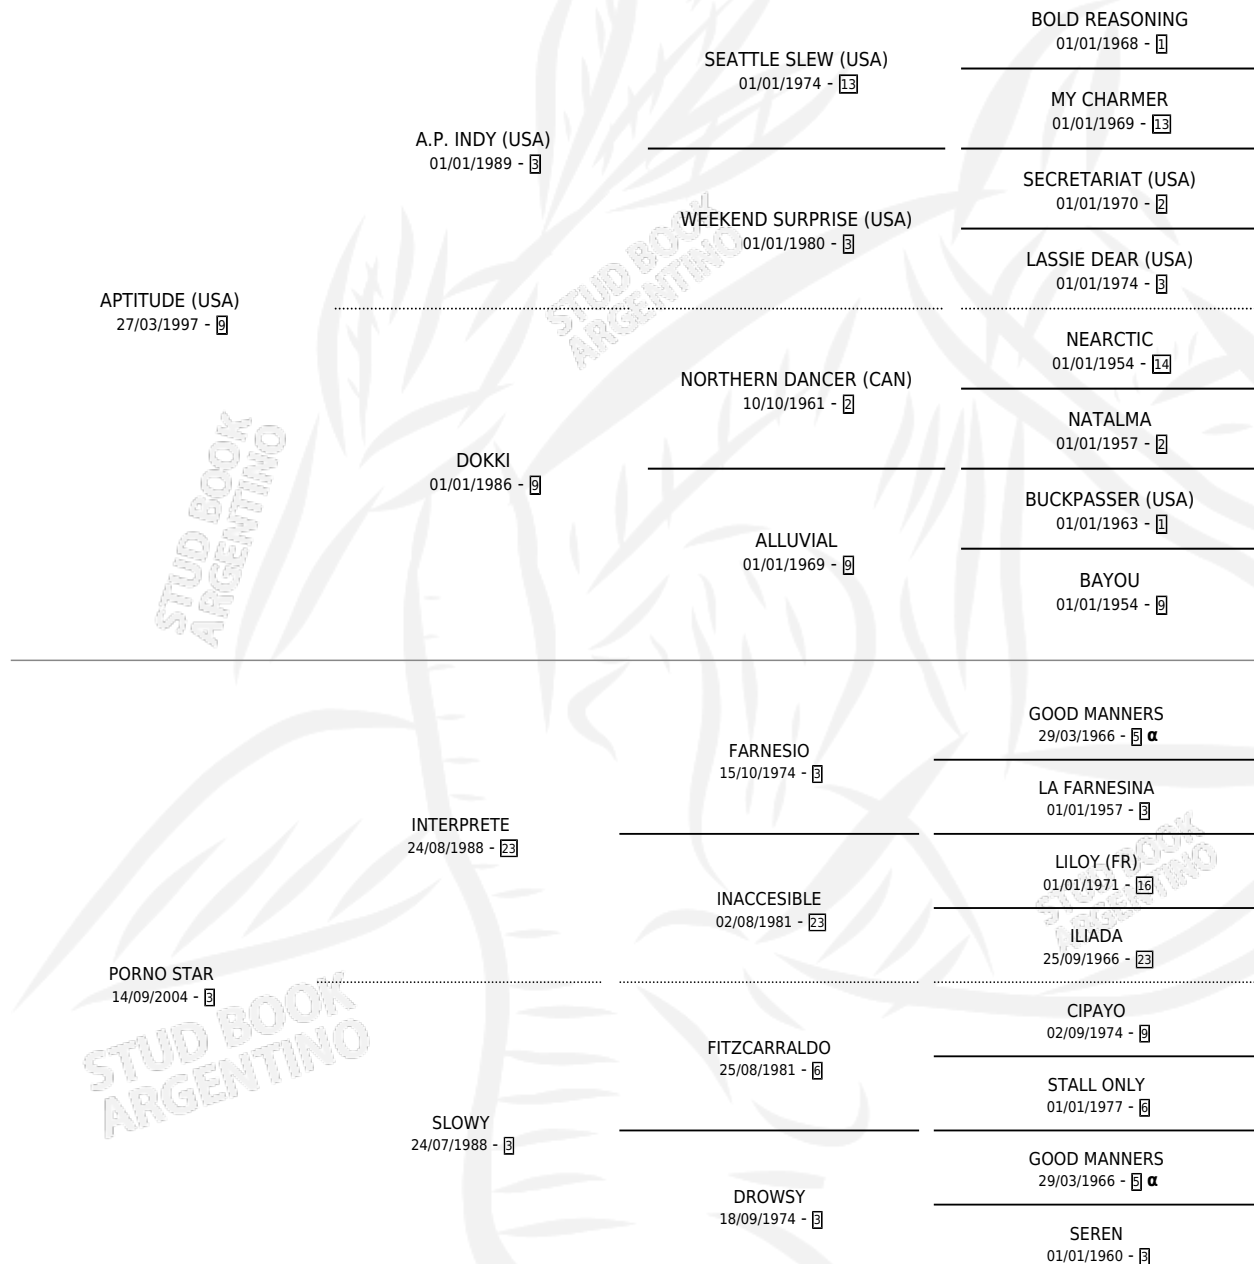 BOLD REASONING
01/01/1968 - 1
SEATTLE SLEW (USA)
01/01/1974 - 13
MY CHARMER
01/01/1969 - 13
A.P. INDY (USA)
01/01/1989 - 3
SECRETARIAT (USA)
01/01/1970 - 2
WEEKEND SURPRISE (USA)
01/01/1980 - 3
LASSIE DEAR (USA)
01/01/1974 - 3
APTITUDE (USA)
27/03/1997 - 9
NEARCTIC
01/01/1954 - 14
NORTHERN DANCER (CAN)
10/10/1961 - 2
NATALMA
01/01/1957 - 2
DOKKI
01/01/1986 - 9
BUCKPASSER (USA)
01/01/1963 - 1
ALLUVIAL
01/01/1969 - 9
BAYOU
01/01/1954 - 9
GOOD MANNERS
29/03/1966 - 5 α
FARNESIO
15/10/1974 - 3
LA FARNESINA
01/01/1957 - 3
INTERPRETE
24/08/1988 - 23
LILOY (FR)
01/01/1971 - 16
INACCESIBLE
02/08/1981 - 23
ILIADA
25/09/1966 - 23
PORNO STAR
14/09/2004 - 3
CIPAYO
02/09/1974 - 9
FITZCARRALDO
25/08/1981 - 6
STALL ONLY
01/01/1977 - 6
SLOWY
24/07/1988 - 3
GOOD MANNERS
29/03/1966 - 5 α
DROWSY
18/09/1974 - 3
SEREN
01/01/1960 - 3
STUD BOOK
ARGENTINO
STUD BOOK
ARGENTINO
STUD BOOK
ARGENTINO
STUD BOOK
ARGENTINO